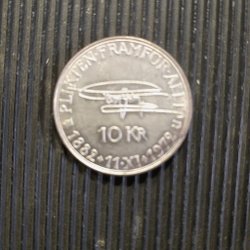 PLIKTEN FRAMFÖR ALLT
10 KR
1882 · 11·XI · 1972
U